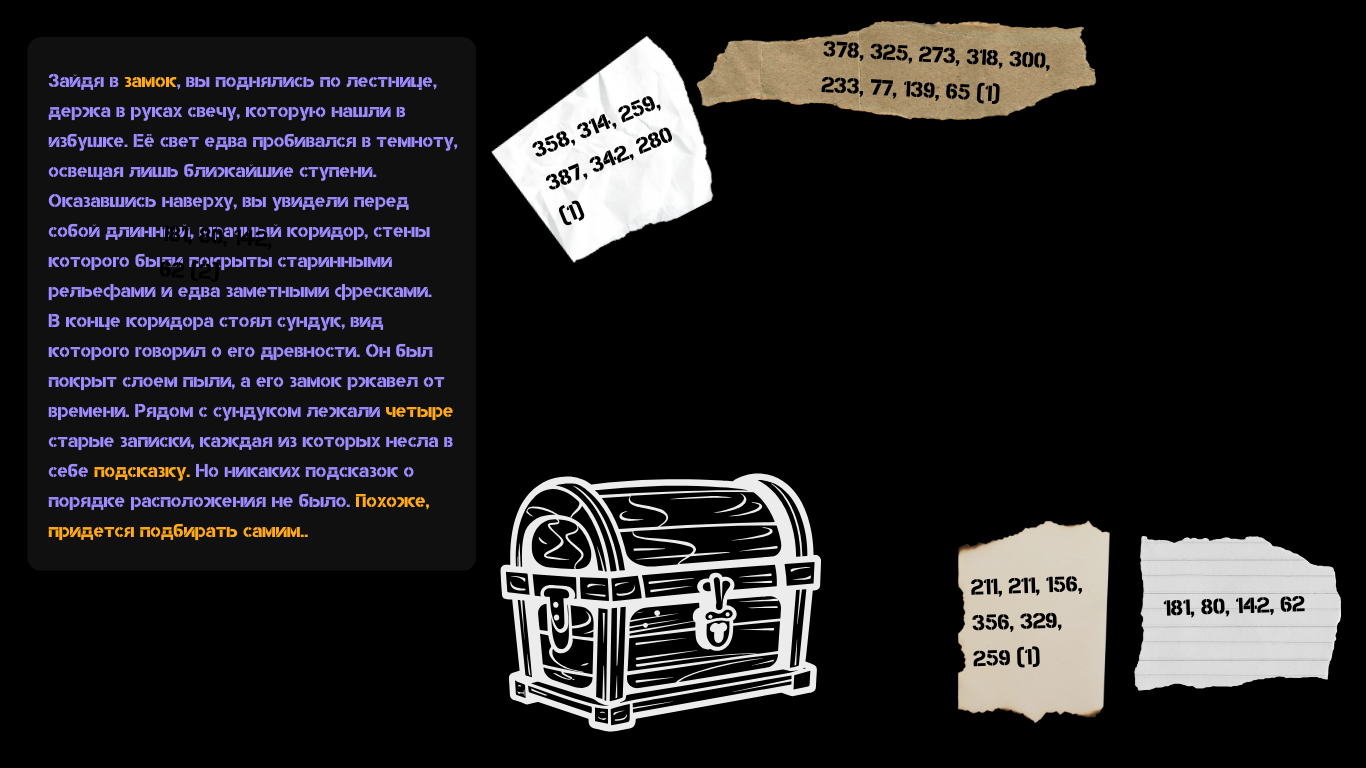 Зайдя в замок, вы поднялись по лестнице,
держа в руках свечу, которую нашли в
избушке. Её свет едва пробивался в темноту,
освещая лишь ближайшие ступени.
Оказавшись наверху, вы увидели перед
собой длинный, мрачный коридор, стены
которого были покрыты старинными
рельефами и едва заметными фресками.
В конце коридора стоял сундук, вид
которого говорил о его древности. Он был
покрыт слоем пыли, а его замок ржавел от
времени. Рядом с сундуком лежали четыре
старые записки, каждая из которых несла в
себе подсказку. Но никаких подсказок о
порядке расположения не было. Похоже,
придется подбирать самим..
181, 80, 142,
62 (2)
358, 314, 259,
387, 342, 280
(1)
378, 325, 273, 318, 300,
233, 77, 139, 65 (1)
211, 211, 156,
356, 329,
259 (1)
181, 80, 142, 62